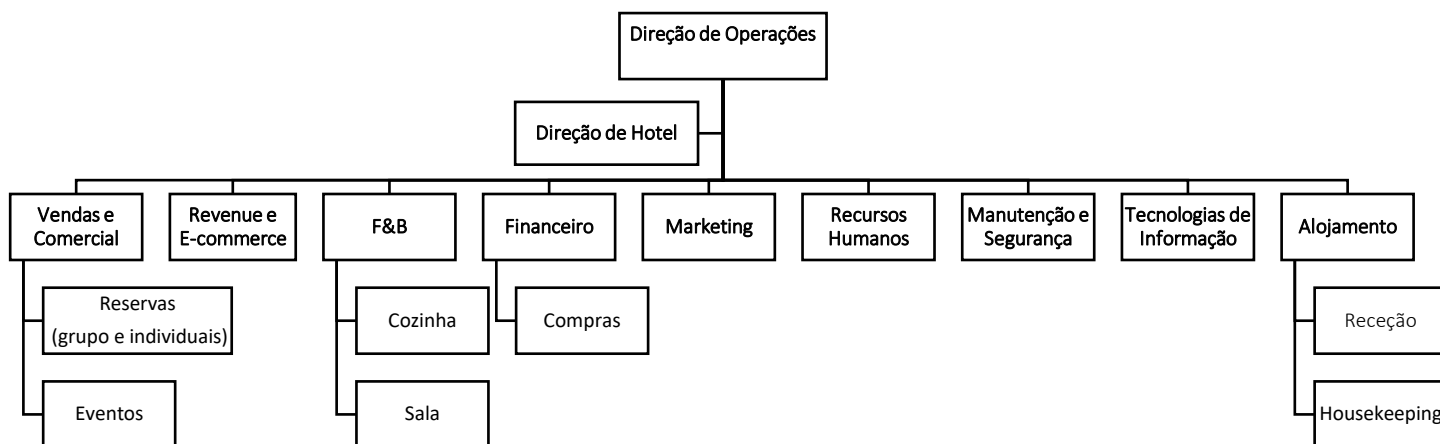 Direção de Operações
Direção de Hotel
Vendas e
Comercial
Revenue e
E-commerce
F&B
Financeiro
Marketing
Recursos
Humanos
Manutenção e
Segurança
Tecnologias de
Informação
Alojamento
Reservas
(grupo e individuais)
Cozinha
Compras
Receção
Eventos
Sala
Housekeeping